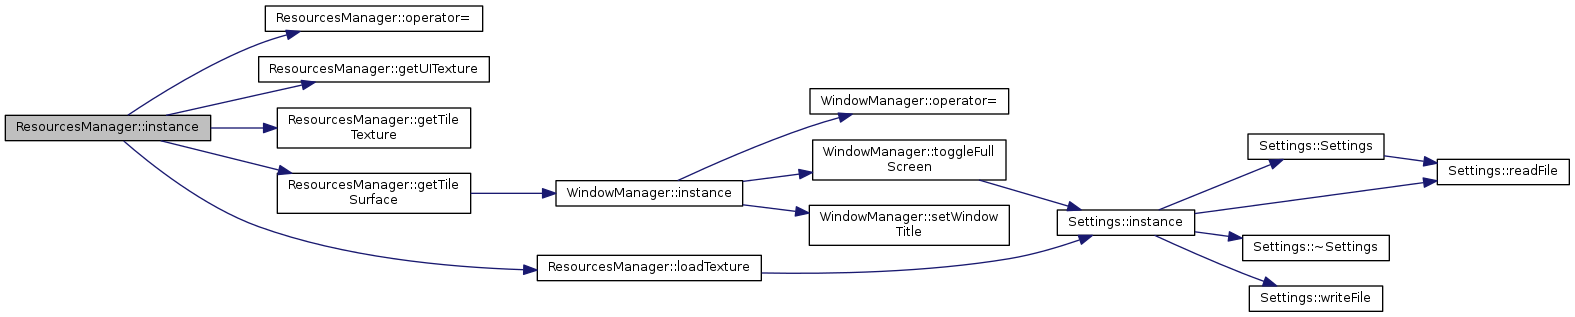 ResourcesManager::operator=
ResourcesManager::getUITexture
ResourcesManager::instance
ResourcesManager::getTile
Texture
ResourcesManager::getTile
Surface
ResourcesManager::loadTexture
WindowManager::instance
WindowManager::operator=
WindowManager::toggleFull
Screen
WindowManager::setWindow
Title
Settings::instance
Settings::Settings
Settings::readFile
Settings::~Settings
Settings::writeFile